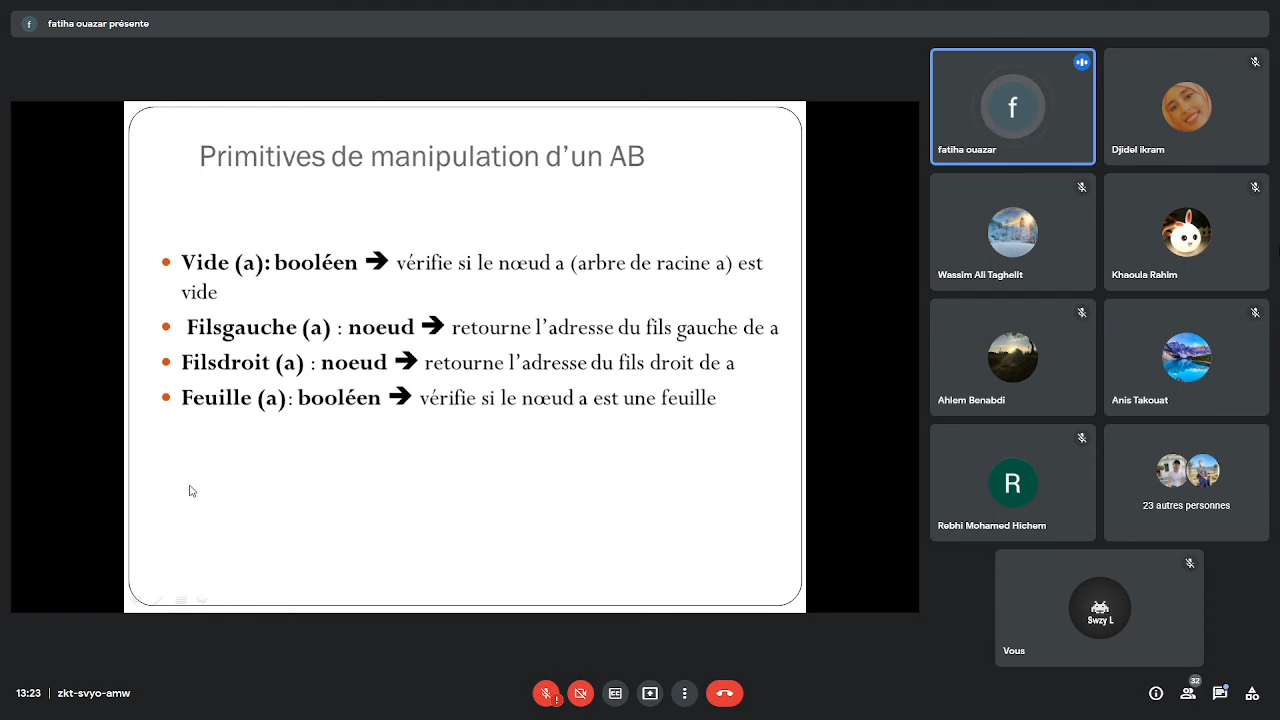 f fatiha ouazar présente
Primitives de manipulation d’un AB
• Vide (a): booléen ➔ vérifie si le nœud a (arbre de racine a) est
vide
• Filsgauche (a) : noeud ➔ retourne l’adresse du fils gauche de a
• Filsdroit (a) : noeud ➔ retourne l’adresse du fils droit de a
• Feuille (a): booléen ➔ vérifie si le nœud a est une feuille
f
fatiha ouazar
Djidel ikram
Wassim Ali Taghelit
Khaoula Rahim
Ahlem Benabdi
Anis Takouat
R
Rebhi Mohamed Hichem
23 autres personnes
Swzy L
Vous
13:23 | zkt-svyo-amw
32